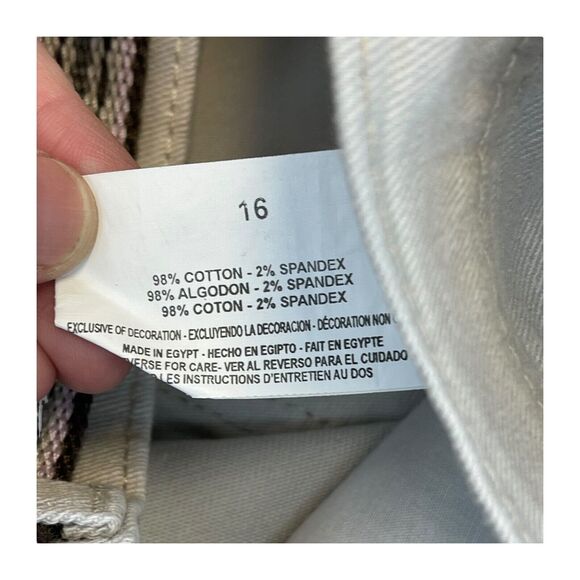 16
98% COTTON - 2% SPANDEX
98% ALGODON - 2% SPANDEX
98% COTON - 2% SPANDEX
EXCLUSIVE OF DECORATION - EXCLUYENDO LA DECORACION - DÉCORATION NON
MADE IN EGYPT - HECHO EN EGIPTO - FAIT EN EGYPTE
VERSE FOR CARE- VER AL REVERSO PARA EL CUIDADO
LES INSTRUCTIONS D'ENTRETIEN AU DOS